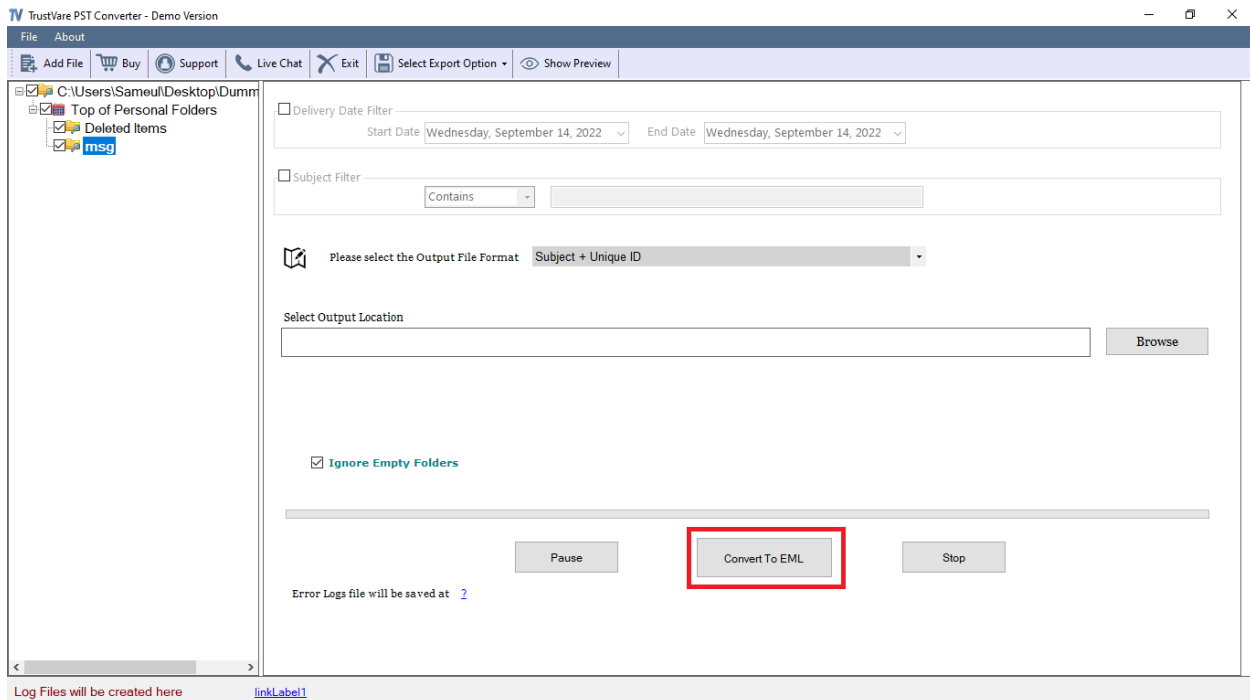 TrustVare PST Converter - Demo Version
File About
Add File Buy Support Live Chat Exit Select Export Option Show Preview
C:\Users\Sameul\Desktop\Dumm
Top of Personal Folders
Deleted Items
msg
Delivery Date Filter
Start Date Wednesday, September 14, 2022 End Date Wednesday, September 14, 2022
Subject Filter
Contains
Please select the Output File Format Subject + Unique ID
Select Output Location
Browse
Ignore Empty Folders
Pause Convert To EML Stop
Error Logs file will be saved at ?
Log Files will be created here linkLabel1